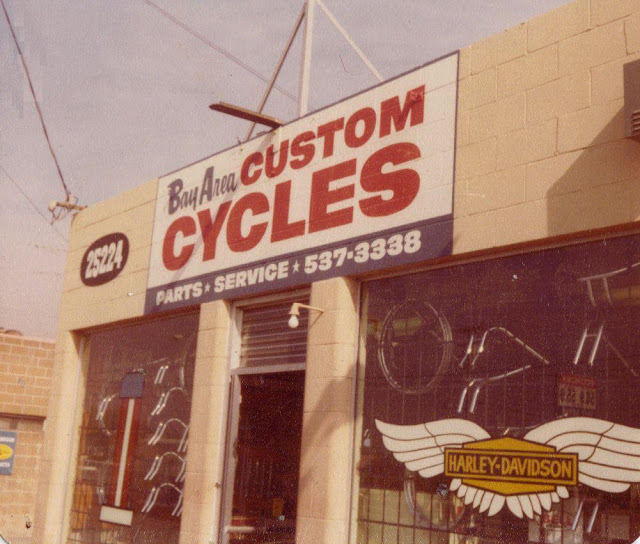 25224
Bay Area CUSTOM
CYCLES
PARTS ★ SERVICE ★ 537-3338
HARLEY-DAVIDSON